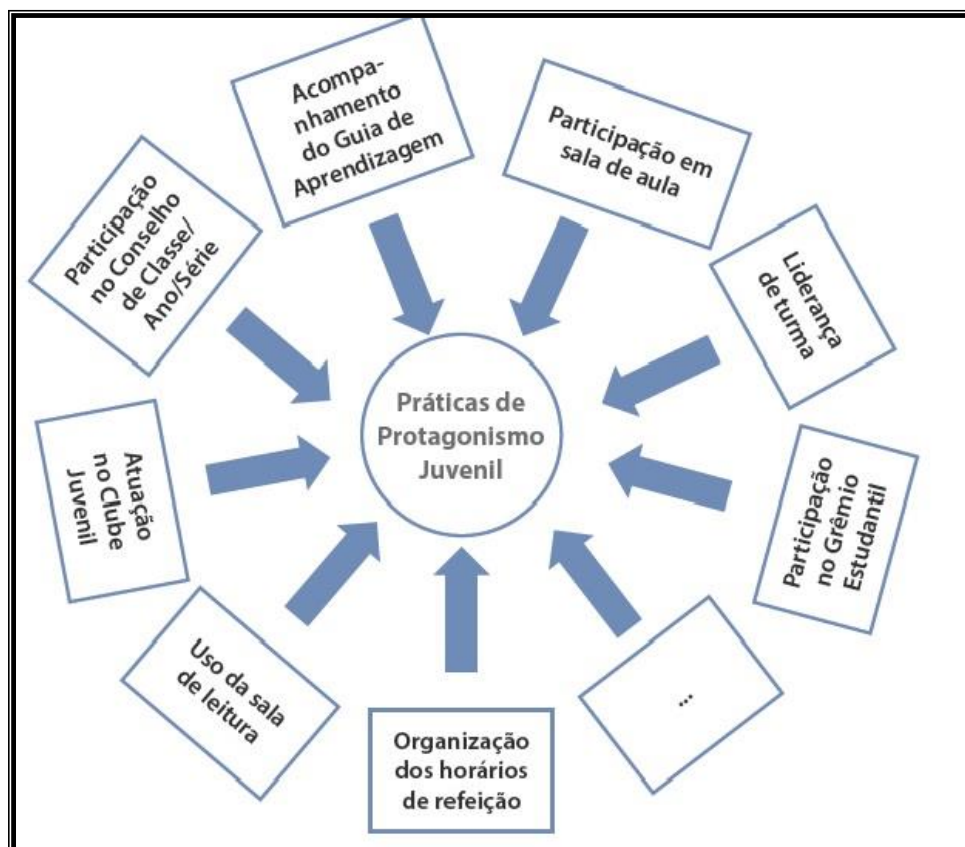 Acompa-
nhamento
do Guia de
Aprendizagem
Participação em
sala de aula
Liderança
de turma
Participação
no Grêmio
Estudantil
...
Organização
dos horários
de refeição
Uso da sala
de leitura
Atuação
no Clube
Juvenil
Participação
no Conselho
de Classe/
Ano/Série
Práticas de
Protagonismo
Juvenil